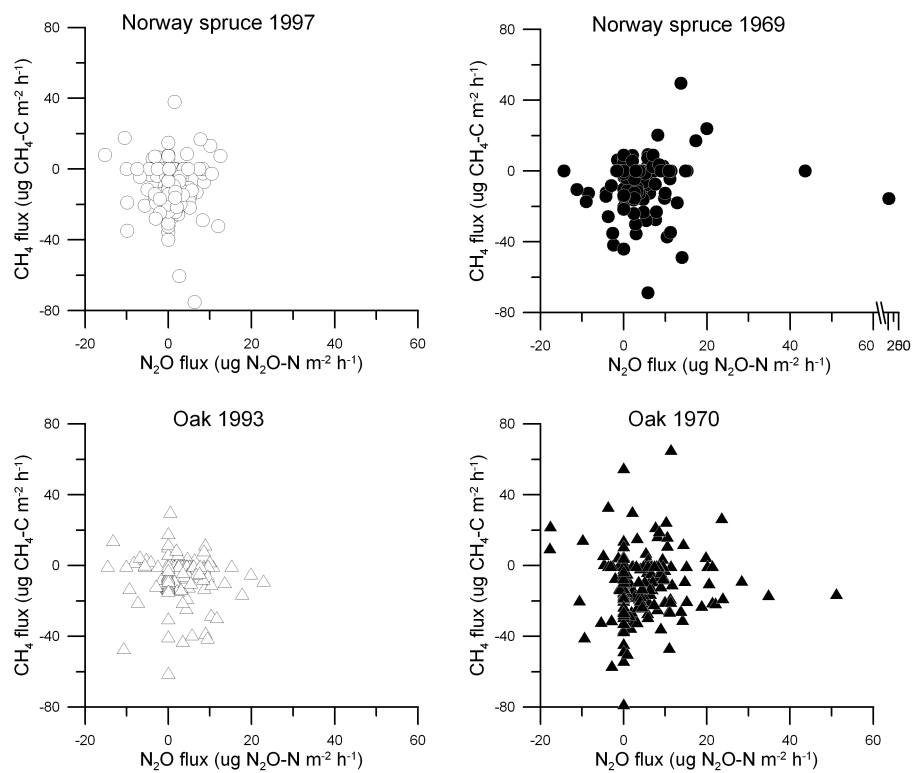 Norway spruce 1997
80
40
0
-40
-80
-20 0 20 40 60
CH4 flux (ug CH4-C m-2 h-1)
N2O flux (ug N2O-N m-2 h-1)
Norway spruce 1969
80
40
0
-40
-80
-20 0 20 40 60
CH4 flux (ug CH4-C m-2 h-1)
N2O flux (ug N2O-N m-2 h-1)
Oak 1993
80
40
0
-40
-80
-20 0 20 40 60
CH4 flux (ug CH4-C m-2 h-1)
N2O flux (ug N2O-N m-2 h-1)
Oak 1970
80
40
0
-40
-80
-20 0 20 40 60
CH4 flux (ug CH4-C m-2 h-1)
N2O flux (ug N2O-N m-2 h-1)